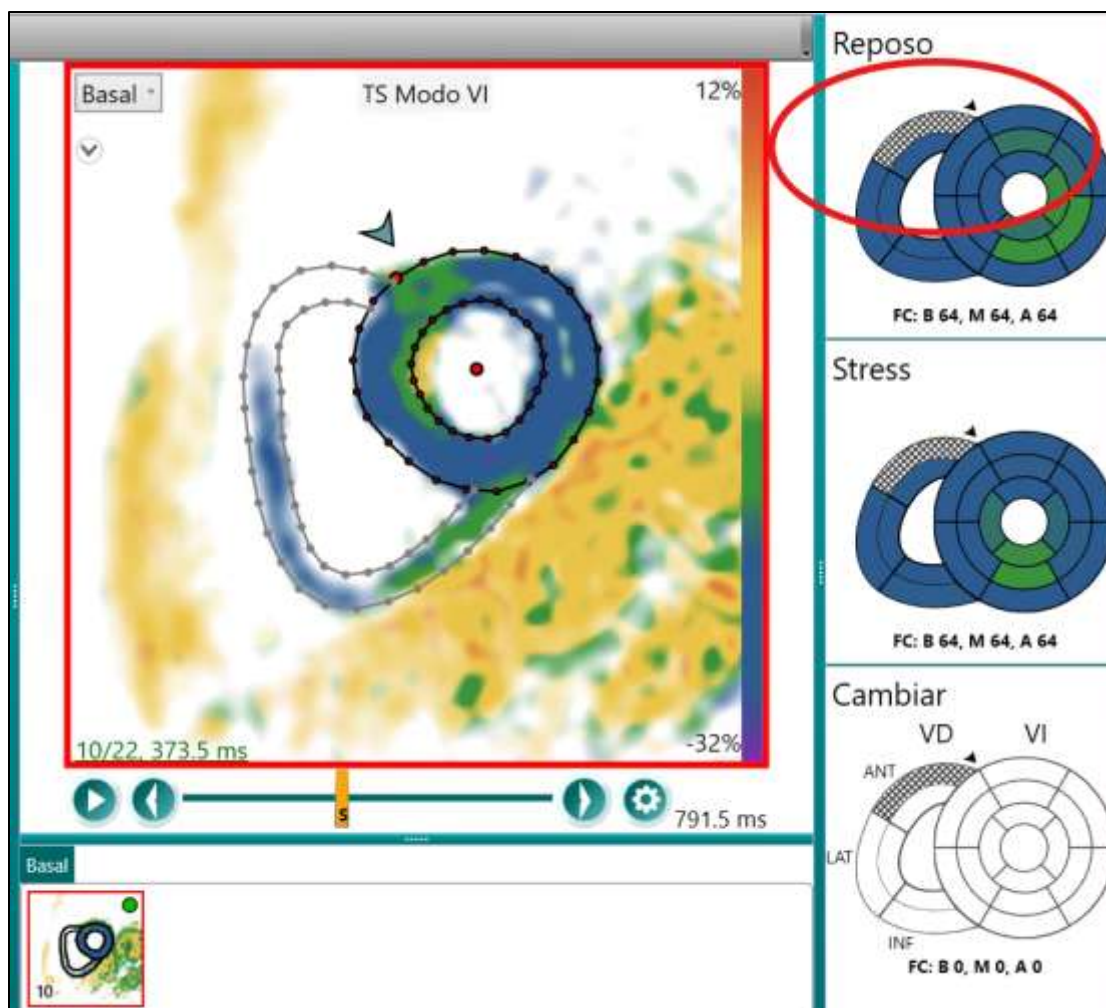 Reposo
Basal
TS Modo VI
12%
FC: B 64, M 64, A 64
Stress
FC: B 64, M 64, A 64
10/22, 373.5 ms
-32%
S
791.5 ms
Cambiar
VD
VI
ANT
LAT
INF
FC: B 0, M 0, A 0
Basal
10